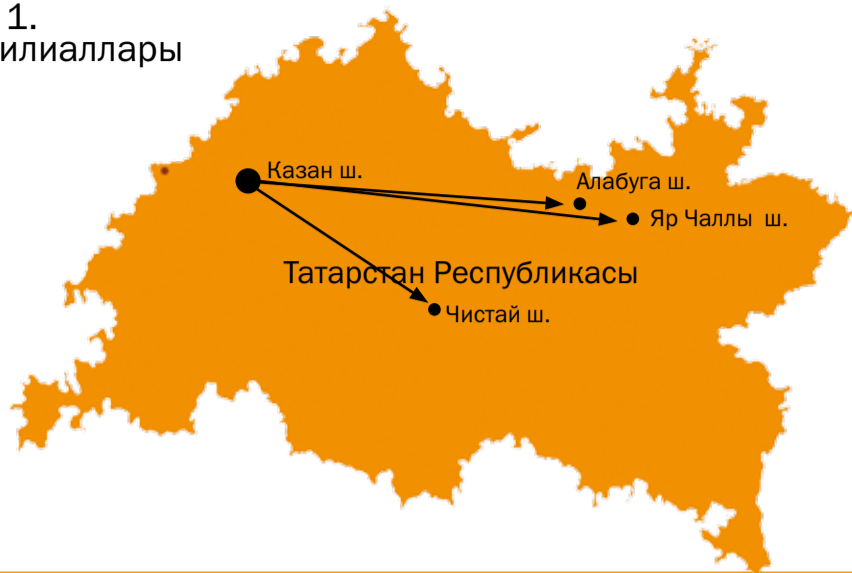 1.
илиаллары
Казан ш.
Алабуга ш.
Яр Чаллы ш.
Татарстан Республикасы
Чистай ш.